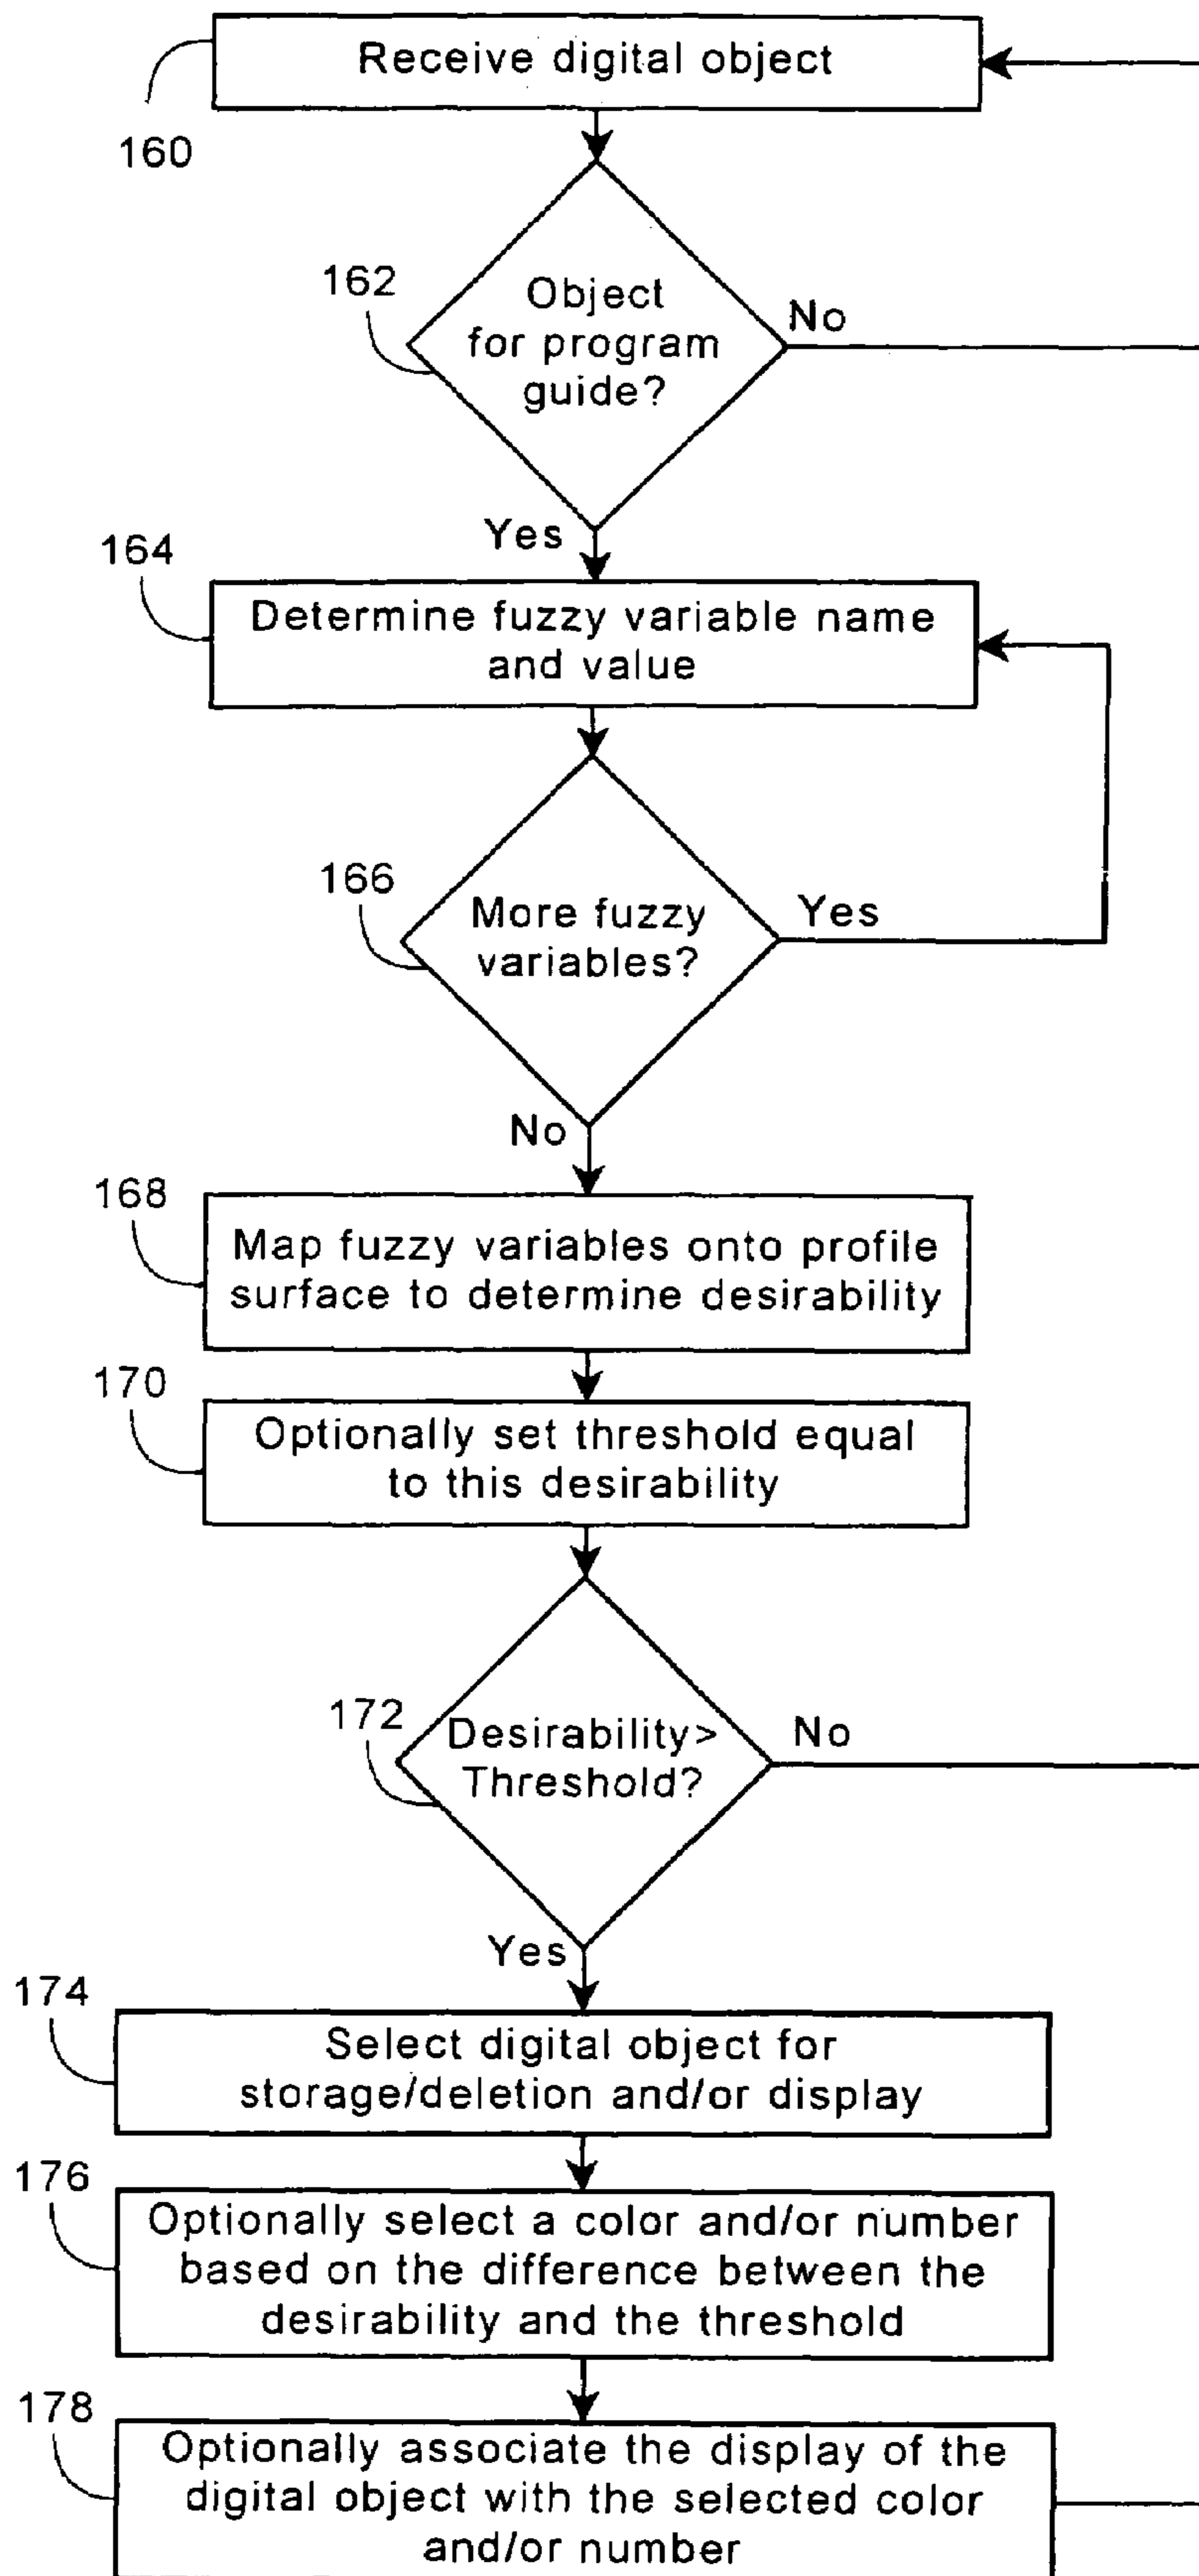 Receive digital object
160
162
Object
for program
guide?
No
Yes
164
Determine fuzzy variable name
and value
166
More fuzzy
variables?
Yes
No
168
Map fuzzy variables onto profile
surface to determine desirability
170
Optionally set threshold equal
to this desirability
172
Desirability>
Threshold?
No
Yes
174
Select digital object for
storage/deletion and/or display
176
Optionally select a color and/or number
based on the difference between the
desirability and the threshold
178
Optionally associate the display of the
digital object with the selected color
and/or number